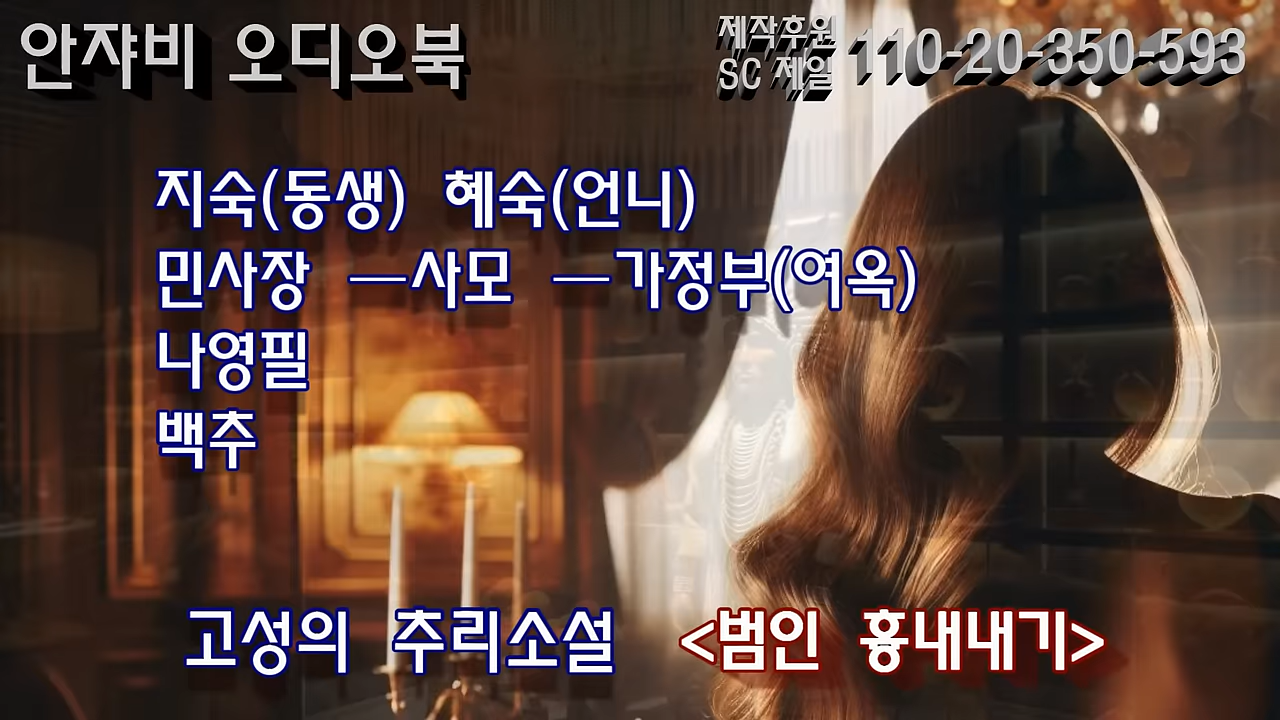 안쟈비 오디오북
제작후원
SC 제일 110-20-350-593
지숙(동생) 혜숙(언니)
민사장 ―사모 ―가정부(여옥)
나영필
백추
고성의 추리소설 <범인 흉내내기>